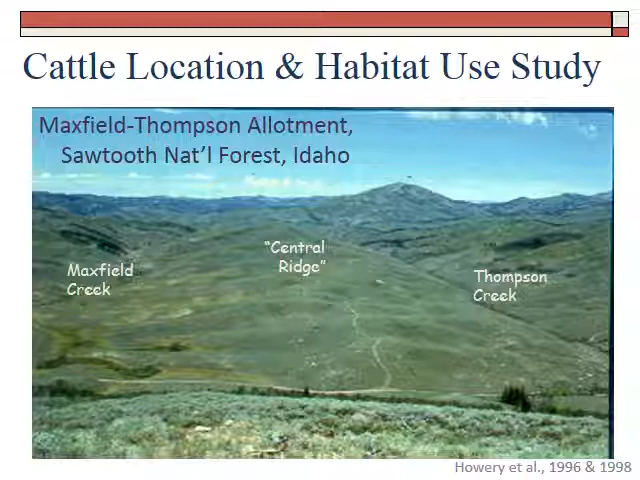 Cattle Location & Habitat Use Study
Maxfield-Thompson Allotment,
Sawtooth Nat'l Forest, Idaho
"Central
Ridge"
Maxfield
Creek
Thompson
Creek
Howery et al., 1996 & 1998